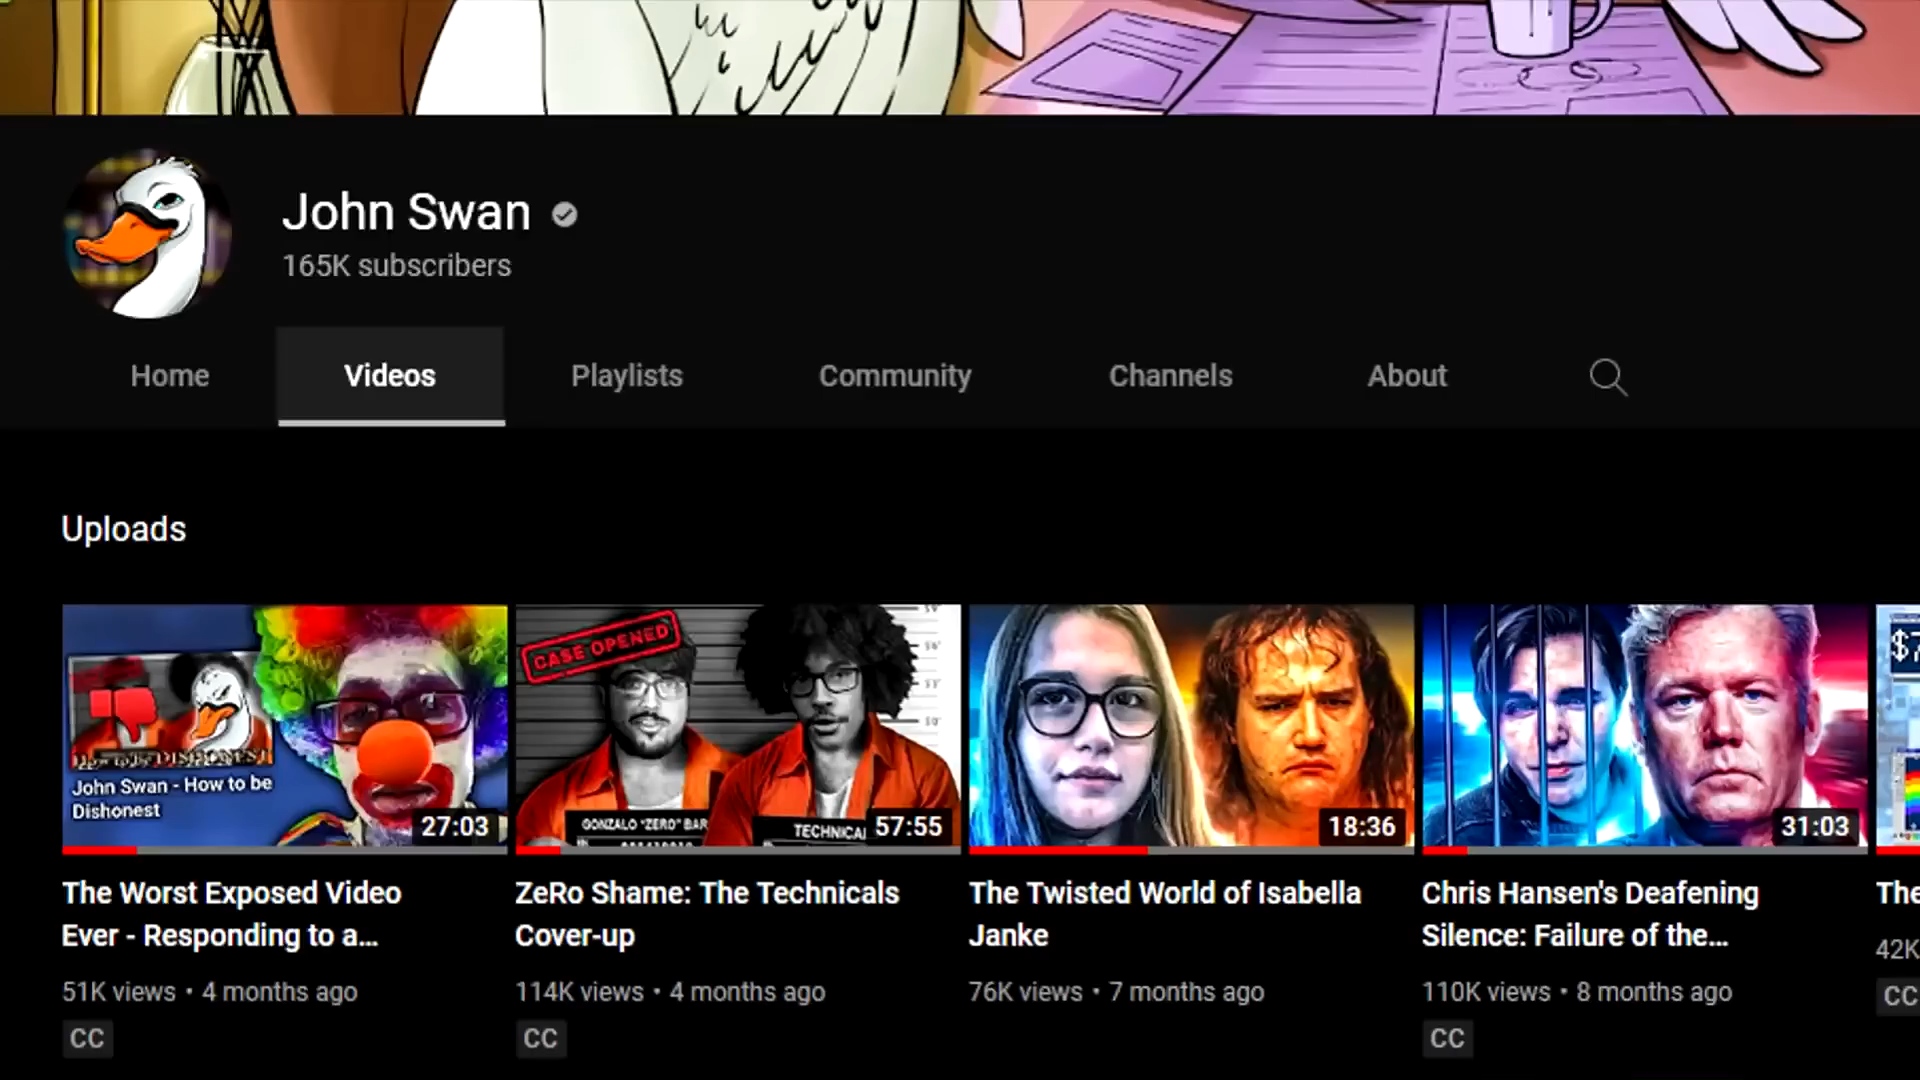 John Swan
165K subscribers
Home
Videos
Playlists
Community
Channels
About
Uploads
John Swan - How to be
Dishonest
27:03
CASE OPENED
GONZALO "ZERO" BAR
TECHNICAL
57:55
18:36
31:03
The Worst Exposed Video
Ever - Responding to a...
51K views • 4 months ago
CC
ZeRo Shame: The Technicals
Cover-up
114K views • 4 months ago
CC
The Twisted World of Isabella
Janke
76K views • 7 months ago
Chris Hansen's Deafening
Silence: Failure of the...
110K views • 8 months ago
CC
The
42K
CC